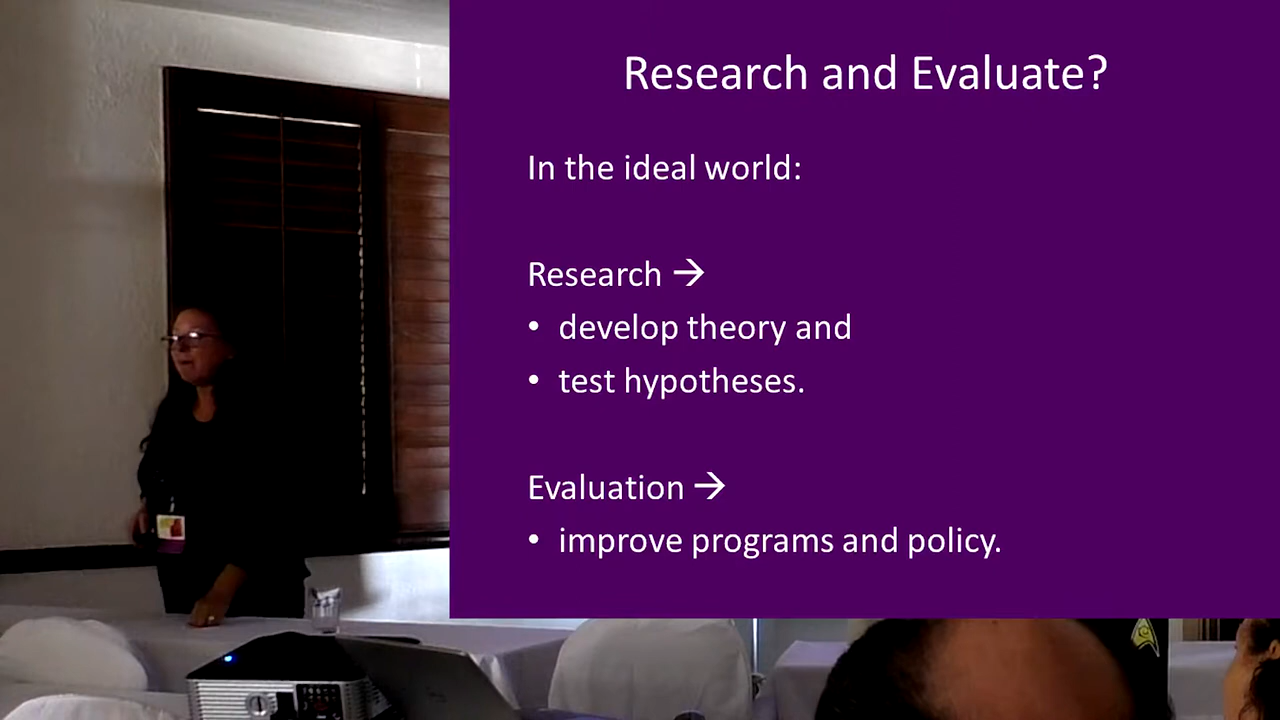 Research and Evaluate?
In the ideal world:
Research →
• develop theory and
• test hypotheses.
Evaluation →
• improve programs and policy.